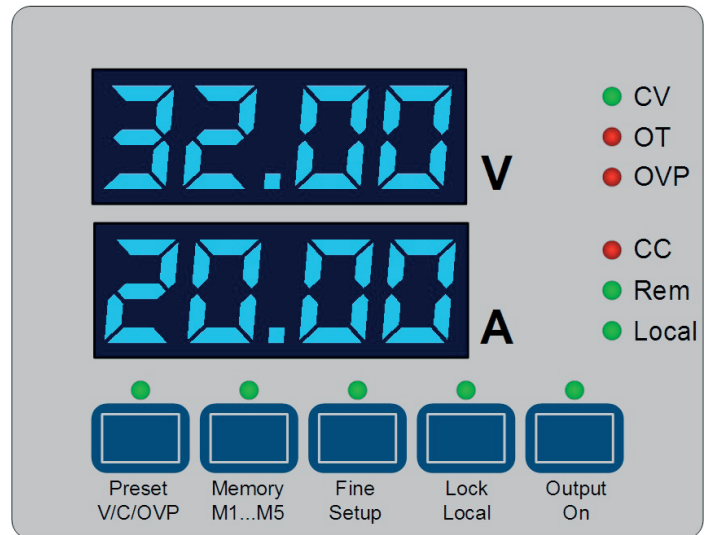 32.00 V
CV
OT
OVP
20.00 A
CC
Rem
Local
Preset Memory Fine Lock Output
V/C/OVP M1...M5 Setup Local On